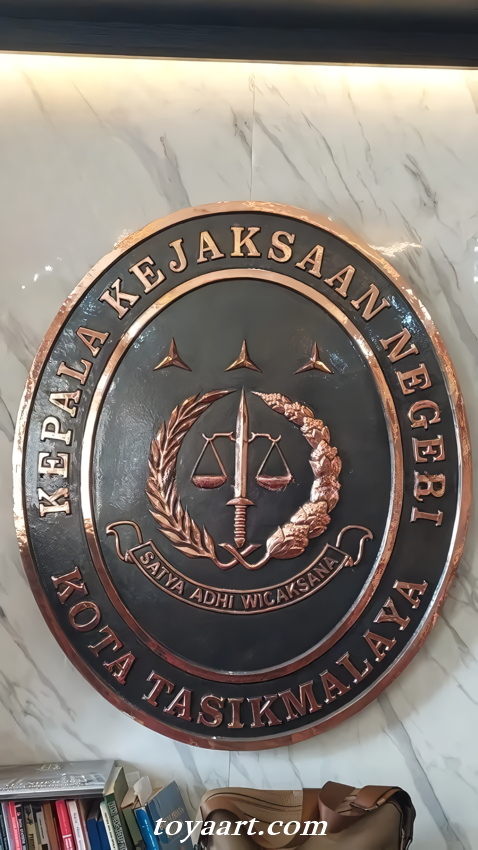 KEPALA KEJAKSAAN NEGERI
SATYA ADHI WICAKSANA
KOTA TASIKMALAYA
toyaart.com